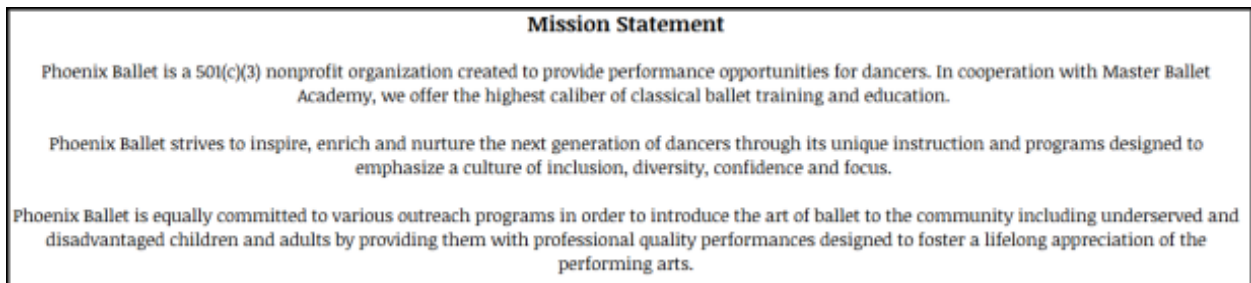 Mission Statement
Phoenix Ballet is a 501(c)(3) nonprofit organization created to provide performance opportunities for dancers. In cooperation with Master Ballet
Academy, we offer the highest caliber of classical ballet training and education.
Phoenix Ballet strives to inspire, enrich and nurture the next generation of dancers through its unique instruction and programs designed to
emphasize a culture of inclusion, diversity, confidence and focus.
Phoenix Ballet is equally committed to various outreach programs in order to introduce the art of ballet to the community including underserved and
disadvantaged children and adults by providing them with professional quality performances designed to foster a lifelong appreciation of the
performing arts.